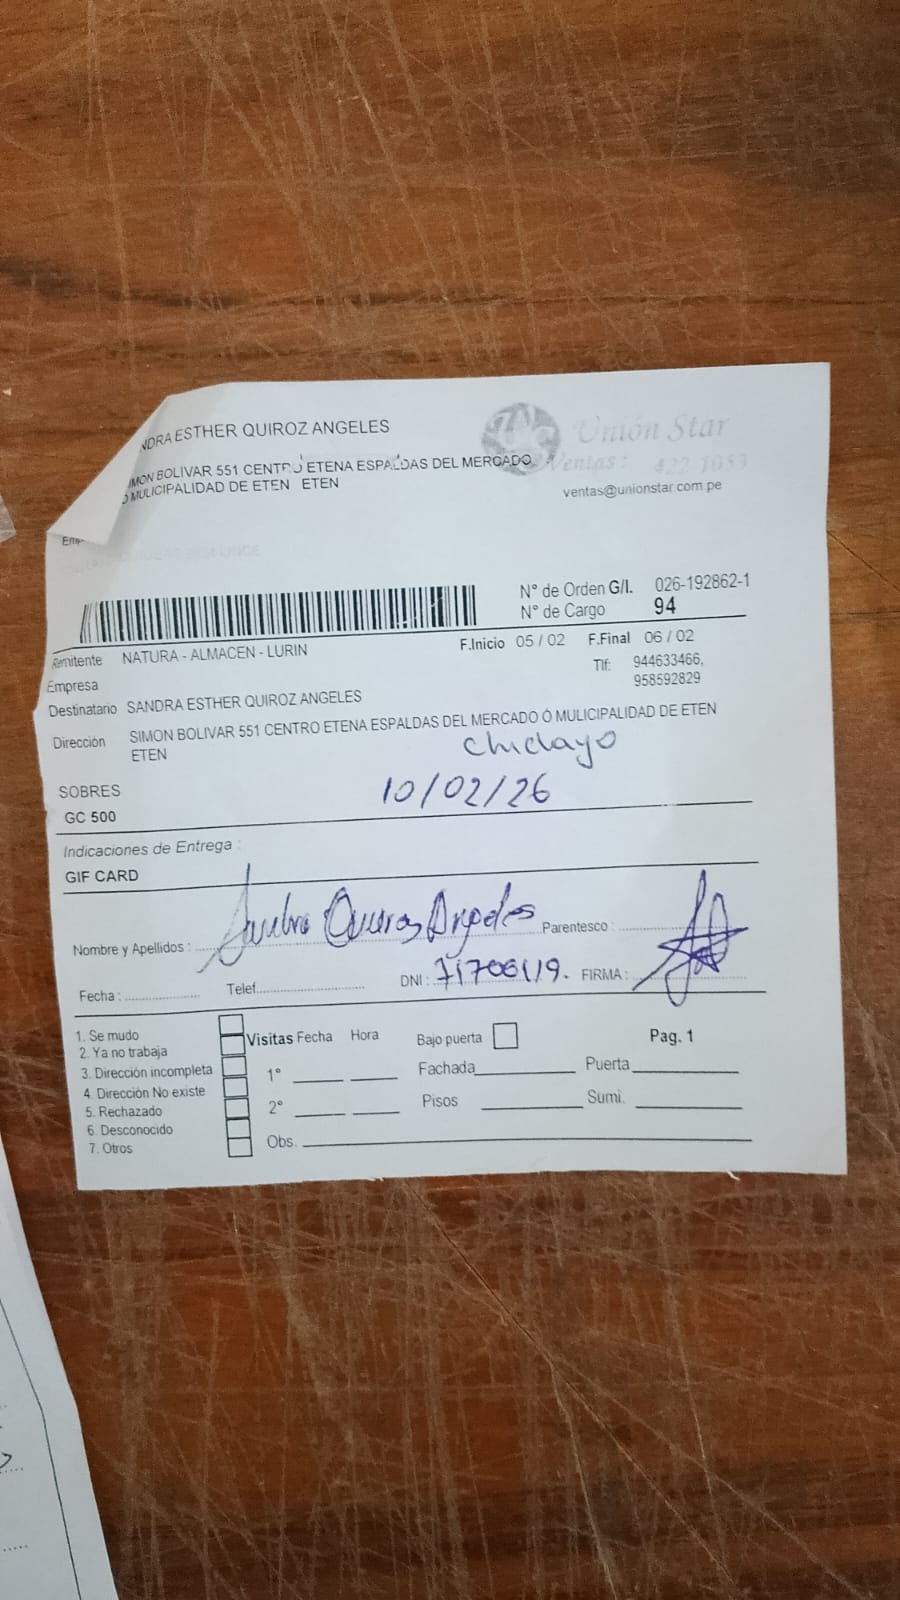 NDRA ESTHER QUIROZ ANGELES
IMON BOLIVAR 551 CENTRO ETENA ESPALDAS DEL MERCADO
O MULICIPALIDAD DE ETEN ETEN
Unión Star
Ventas: 422 1053
ventas@unionstar.com.pe
N° de Orden G/I. 026-192862-1
N° de Cargo 94
Remitente NATURA - ALMACEN - LURIN
F.Inicio 05 / 02 F.Final 06 / 02
Empresa
Tlf: 944633466,
958592829
Destinatario SANDRA ESTHER QUIROZ ANGELES
Dirección SIMON BOLIVAR 551 CENTRO ETENA ESPALDAS DEL MERCADO Ó MULICIPALIDAD DE ETEN
ETEN
chiclayo
SOBRES
10/02/26
GC 500
Indicaciones de Entrega :
GIF CARD
Nombre y Apellidos : Quiros Angeles Parentesco :
Fecha : Telef. DNI : 71706119. FIRMA :
1. Se mudo
2. Ya no trabaja
3. Dirección incompleta
4. Dirección No existe
5. Rechazado
6. Desconocido
7. Otros
Visitas Fecha Hora Bajo puerta Pag. 1
1° Fachada Puerta
2° Pisos Sumi.
Obs.